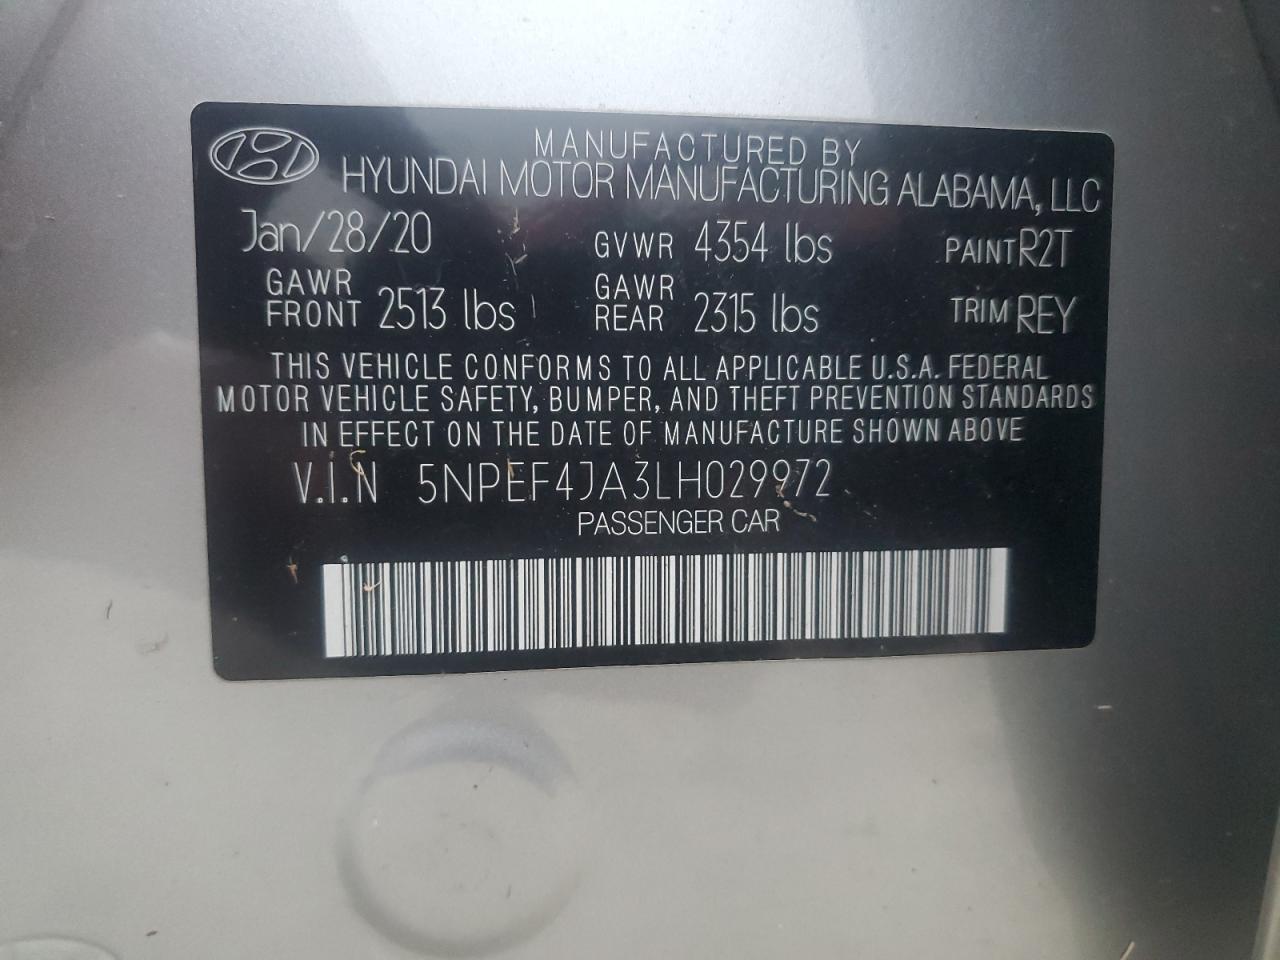 MANUFACTURED BY
HYUNDAI MOTOR MANUFACTURING ALABAMA, LLC
Jan/28/20 GVWR 4354 lbs PAINT R2T
GAWR FRONT 2513 lbs GAWR REAR 2315 lbs TRIM REY
THIS VEHICLE CONFORMS TO ALL APPLICABLE U.S.A. FEDERAL
MOTOR VEHICLE SAFETY, BUMPER, AND THEFT PREVENTION STANDARDS
IN EFFECT ON THE DATE OF MANUFACTURE SHOWN ABOVE
V.I.N 5NPEF4JA3LH029972
PASSENGER CAR